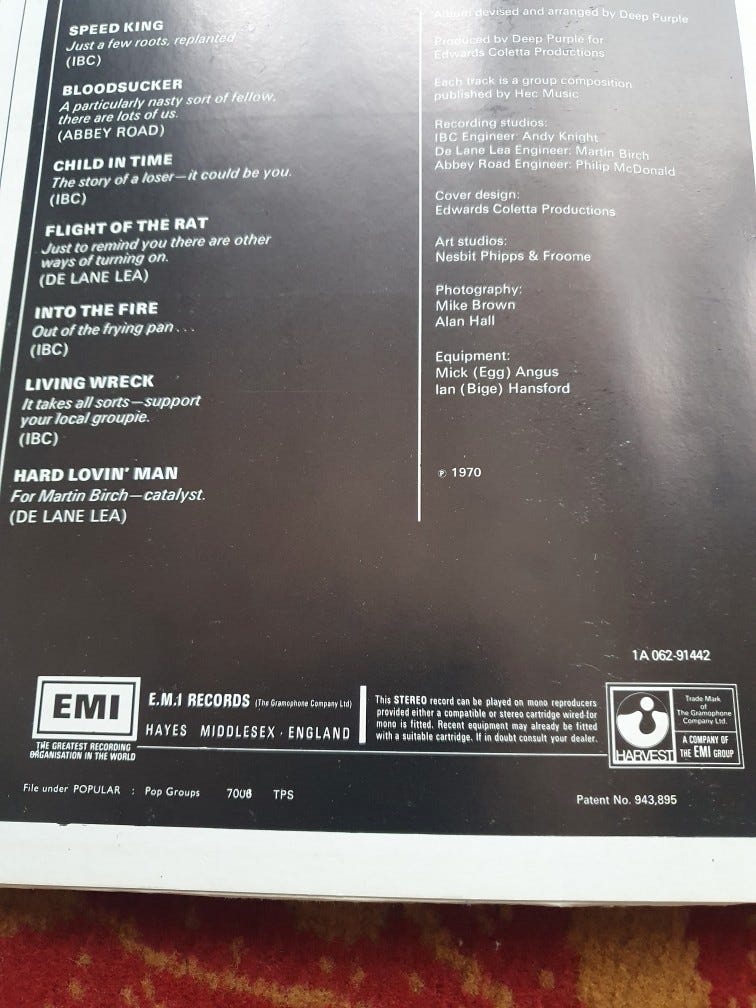 SPEED KING
Just a few roots, replanted
(IBC)
BLOODSUCKER
A particularly nasty sort of fellow,
there are lots of us.
(ABBEY ROAD)
CHILD IN TIME
The story of a loser—it could be you.
(IBC)
FLIGHT OF THE RAT
Just to remind you there are other
ways of turning on.
(DE LANE LEA)
INTO THE FIRE
Out of the frying pan...
(IBC)
LIVING WRECK
It takes all sorts—support
your local groupie.
(IBC)
HARD LOVIN' MAN
For Martin Birch—catalyst.
(DE LANE LEA)
Album devised and arranged by Deep Purple
Produced by Deep Purple for
Edwards Coletta Productions
Each track is a group composition
published by Hec Music
Recording studios:
IBC Engineer: Andy Knight
De Lane Lea Engineer: Martin Birch
Abbey Road Engineer: Philip McDonald
Cover design:
Edwards Coletta Productions
Art studios:
Nesbit Phipps & Froome
Photography:
Mike Brown
Alan Hall
Equipment:
Mick (Egg) Angus
Ian (Bige) Hansford
℗ 1970
1A 062-91442
EMI
THE GREATEST RECORDING
ORGANISATION IN THE WORLD
E.M.I RECORDS (The Gramophone Company Ltd)
HAYES MIDDLESEX · ENGLAND
This STEREO record can be played on mono reproducers
provided either a compatible or stereo cartridge wired for
mono is fitted. Recent equipment may already be fitted
with a suitable cartridge. If in doubt consult your dealer.
HARVEST
Trade Mark
of The
Gramophone
Company Ltd.
A COMPANY OF
THE EMI GROUP
File under POPULAR : Pop Groups 7008 TPS
Patent No. 943,895